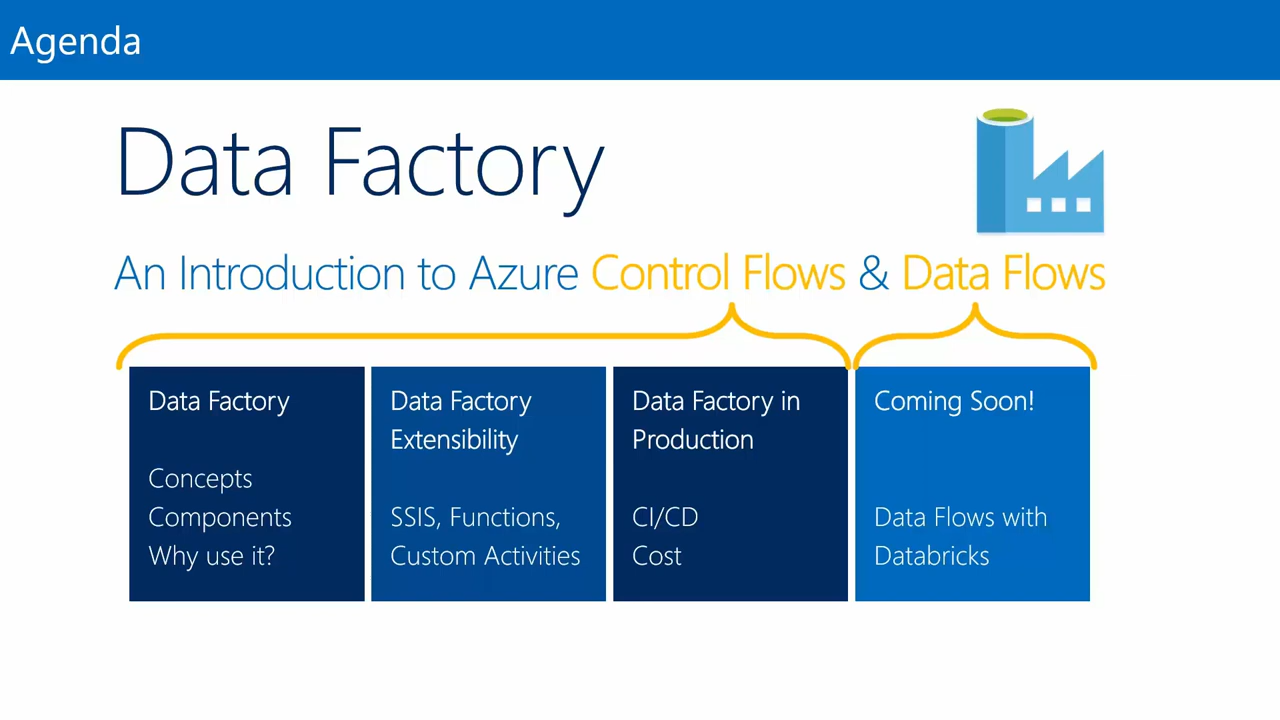 Agenda
Data Factory
An Introduction to Azure Control Flows & Data Flows
Data Factory
Concepts
Components
Why use it?
Data Factory
Extensibility
SSIS, Functions,
Custom Activities
Data Factory in
Production
CI/CD
Cost
Coming Soon!
Data Flows with
Databricks